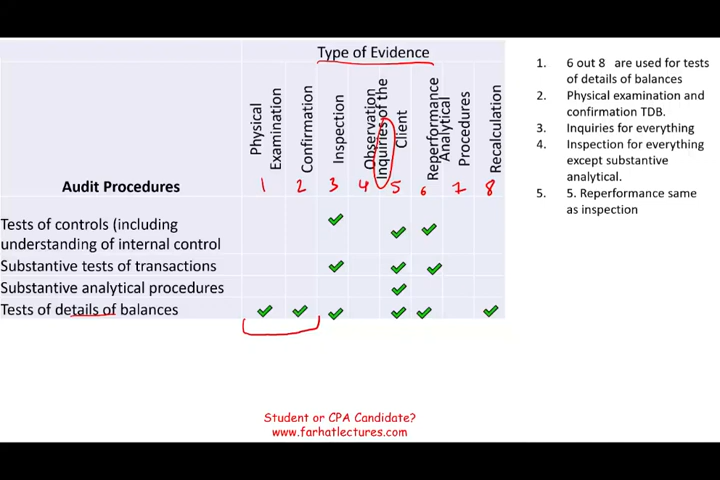 Type of Evidence
Physical
Examination
Confirmation
Inspection
Observation
Inquiries of the
Client
Reperformance
Analytical
Procedures
Recalculation
Audit Procedures
1 2 3 4 5 6 7 8
Tests of controls (including
understanding of internal control
Substantive tests of transactions
Substantive analytical procedures
Tests of details of balances
1. 6 out 8 are used for tests
of details of balances
2. Physical examination and
confirmation TDB.
3. Inquiries for everything
4. Inspection for everything
except substantive
analytical.
5. 5. Reperformance same
as inspection
Student or CPA Candidate?
www.farhatlectures.com